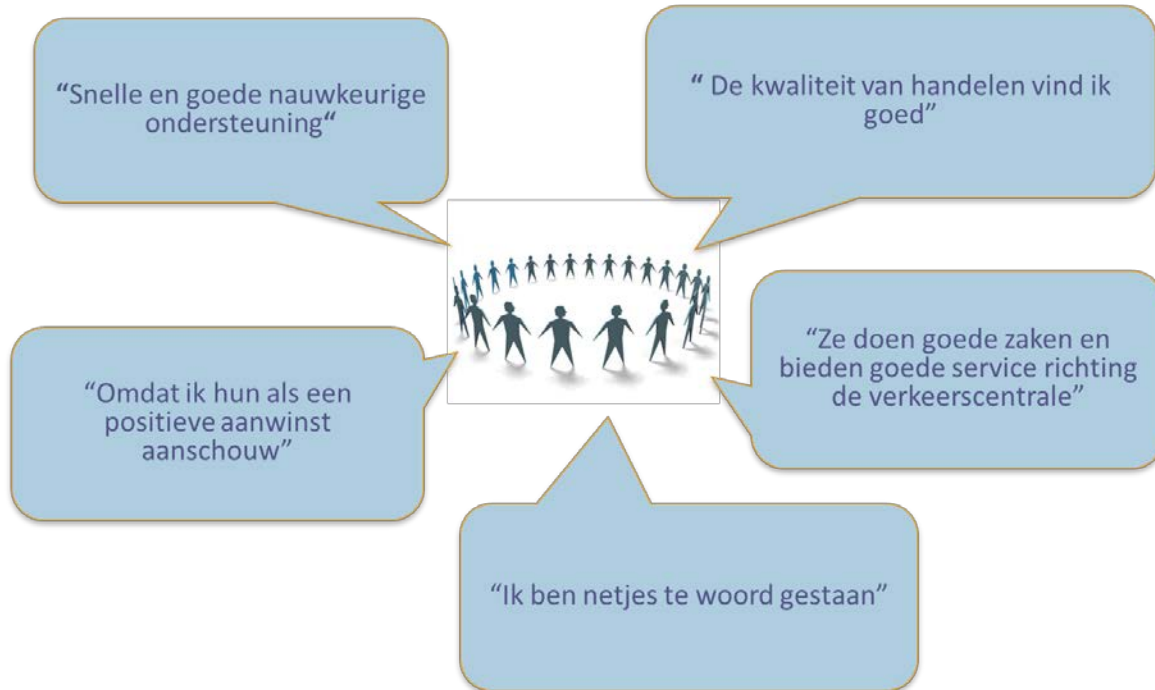 “Snelle en goede nauwkeurige
ondersteuning“
“ De kwaliteit van handelen vind ik
goed”
“Omdat ik hun als een
positieve aanwinst
aanschouw”
“Ze doen goede zaken en
bieden goede service richting
de verkeerscentrale”
“Ik ben netjes te woord gestaan”